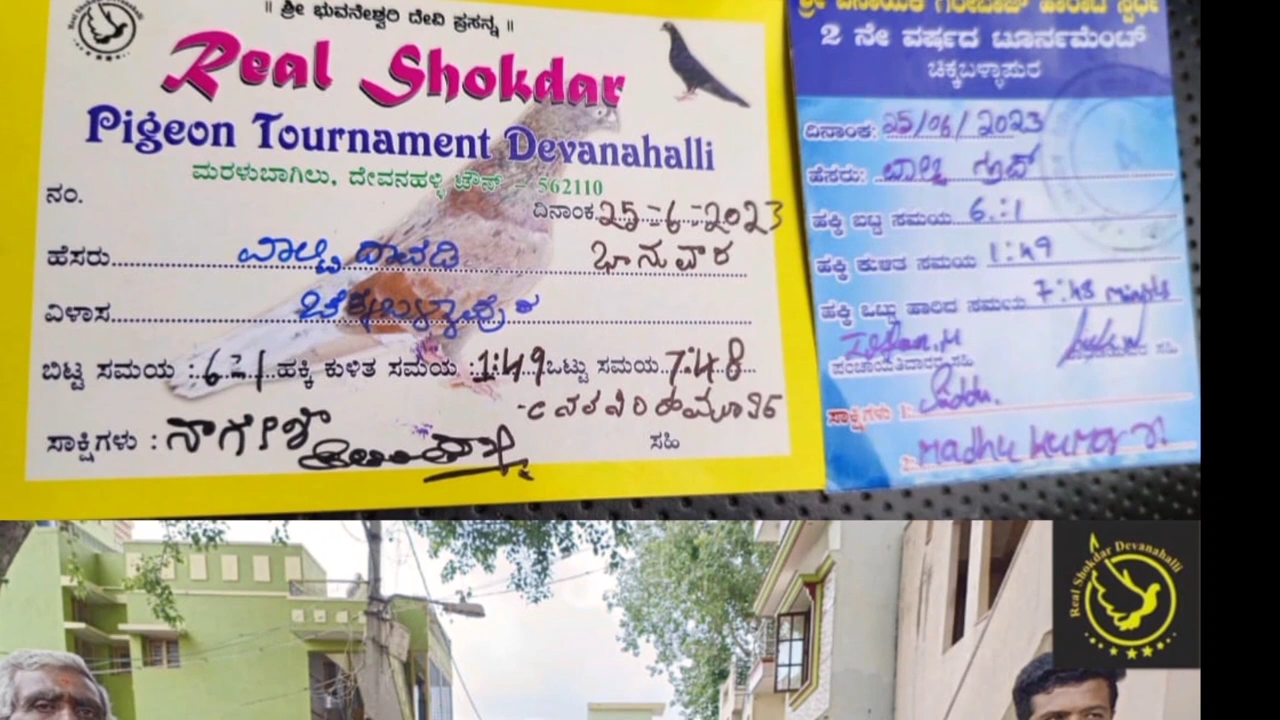 ॥ ಶ್ರೀ ಭುವನೇಶ್ವರಿ ದೇವಿ ಪ್ರಸನ್ನ ॥
Real Shokdar
Pigeon Tournament Devanahalli
ಮರಳುಬಾಗಿಲು, ದೇವನಹಳ್ಳಿ ಟೌನ್ - 562110
ನಂ.
ದಿನಾಂಕ 25-6-2023
ಹೆಸರು ಭಾನುವಾರ
ವಿಳಾಸ
ಬಿಟ್ಟ ಸಮಯ : 6:1 ಹಕ್ಕಿ ಕುಳಿತ ಸಮಯ : 1:49 ಒಟ್ಟು ಸಮಯ 7:48
ಸಾಕ್ಷಿಗಳು : ನಾಗೇಶ್ ಸಹಿ
2 ನೇ ವರ್ಷದ ಟೂರ್ನಮೆಂಟ್
ಚಿಕ್ಕಬಳ್ಳಾಪುರ
ದಿನಾಂಕ: 25/06/2023
ಹೆಸರು:
ಹಕ್ಕಿ ಬಿಟ್ಟ ಸಮಯ 6:1
ಹಕ್ಕಿ ಕುಳಿತ ಸಮಯ 1:49
ಹಕ್ಕಿ ಒಟ್ಟು ಹಾರಿದ ಸಮಯ 7:48
ಸಹಿ
ಸಾಕ್ಷಿಗಳು 1. Siddu.
2. Madhu kumar
Real Shokdar Devanahalli